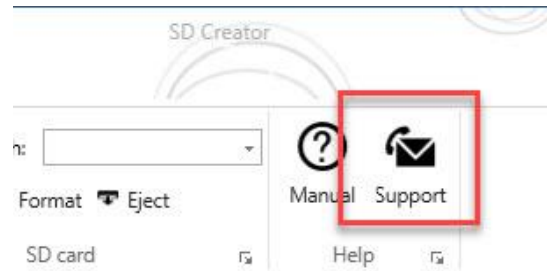 SD Creator
h:
Format Eject
Manual Support
SD card Help